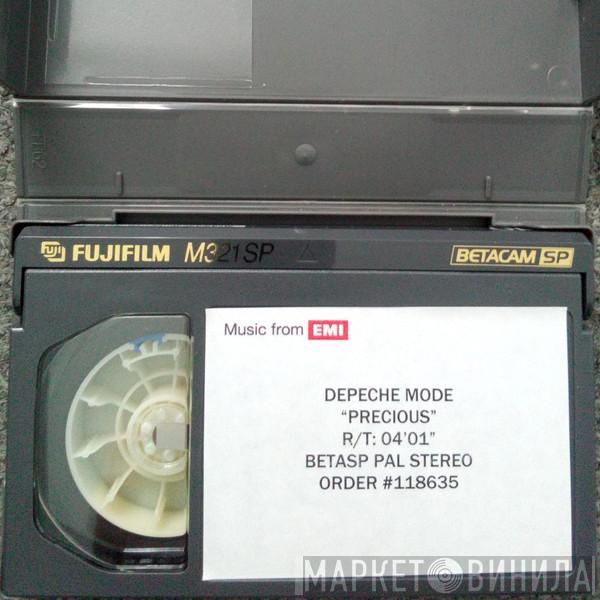 FUJI FUJIFILM M321SP BETACAM SP
Music from EMI
DEPECHE MODE
“PRECIOUS”
R/T: 04’01”
BETASP PAL STEREO
ORDER #118635
МАРКЕТ ВИНИЛА